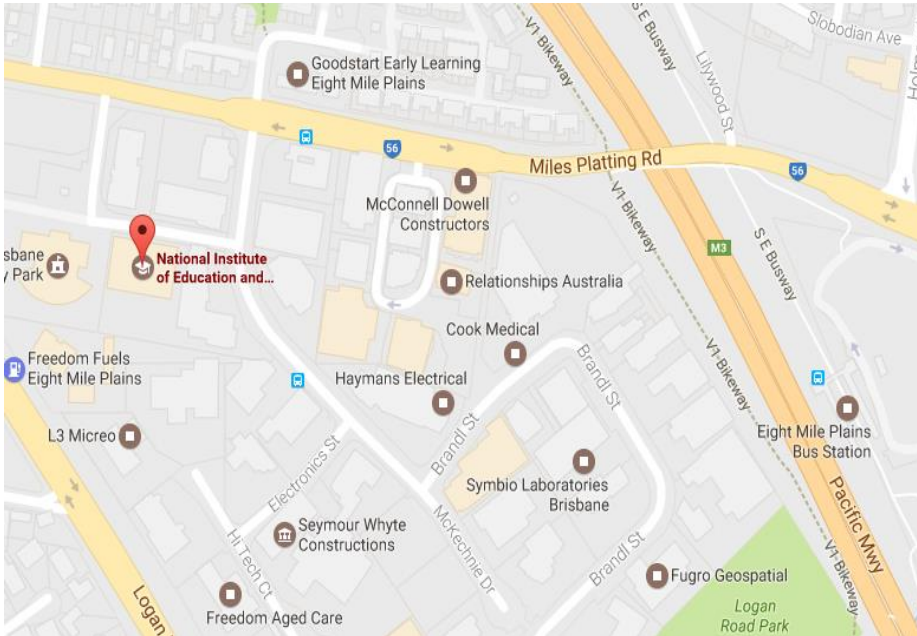 Slobodian Ave
S E Busway
V1 Bikeway
Lilywood St
Holm
Goodstart Early Learning
Eight Mile Plains
56
Miles Platting Rd
56
McConnell Dowell
Constructors
V1 Bikeway
S E Busway
M3
sbane
y Park
National Institute
of Education and...
Relationships Australia
Cook Medical
Freedom Fuels
Eight Mile Plains
Haymans Electrical
Brandl St
V1 Bikeway
L3 Micreo
Brandl St
Eight Mile Plains
Bus Station
Electronics St
Symbio Laboratories
Brisbane
McKechnie Dr
Pacific Mwy
Seymour Whyte
Constructions
Hi Tech Ct
Brandl St
V1 Bikeway
Fugro Geospatial
Logan
Freedom Aged Care
Logan
Road Park